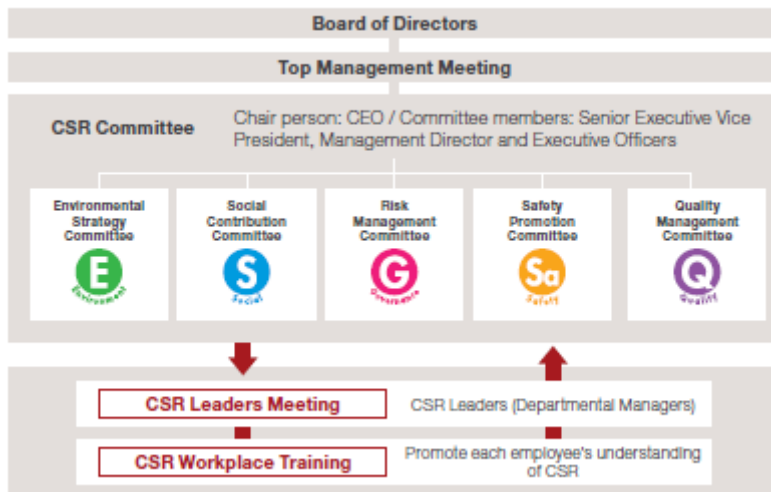 Board of Directors
Top Management Meeting
CSR Committee
Chair person: CEO / Committee members: Senior Executive Vice
President, Management Director and Executive Officers
Environmental
Strategy
Committee
E
Environment
Social
Contribution
Committee
S
Social
Risk
Management
Committee
G
Governance
Safety
Promotion
Committee
Sa
Safety
Quality
Management
Committee
Q
Quality
CSR Leaders Meeting
CSR Leaders (Departmental Managers)
CSR Workplace Training
Promote each employee's understanding
of CSR